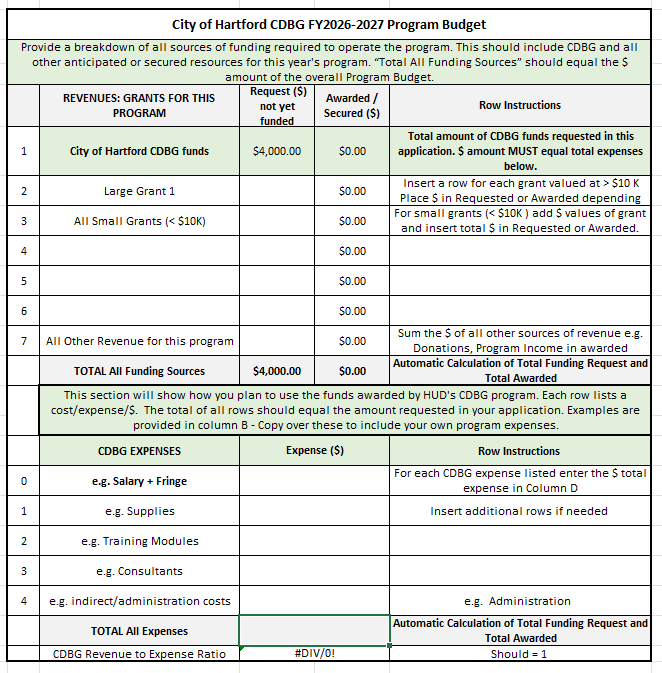 City of Hartford CDBG FY2026-2027 Program Budget
Provide a breakdown of all sources of funding required to operate the program. This should include CDBG and all
other anticipated or secured resources for this year's program. “Total All Funding Sources” should equal the $
amount of the overall Program Budget.
REVENUES: GRANTS FOR THIS
PROGRAM
Request ($)
not yet
funded
Awarded /
Secured ($)
Row Instructions
1
City of Hartford CDBG funds
$4,000.00
$0.00
Total amount of CDBG funds requested in this
application. $ amount MUST equal total expenses
below.
2
Large Grant 1
$0.00
Insert a row for each grant valued at > $10 K
Place $ in Requested or Awarded depending
3
All Small Grants (< $10K)
$0.00
For small grants (< $10K ) add $ values of grant
and insert total $ in Requested or Awarded.
4
$0.00
5
$0.00
6
$0.00
7
All Other Revenue for this program
$0.00
Sum the $ of all other sources of revenue e.g.
Donations, Program Income in awarded
TOTAL All Funding Sources
$4,000.00
$0.00
Automatic Calculation of Total Funding Request and
Total Awarded
This section will show how you plan to use the funds awarded by HUD's CDBG program. Each row lists a
cost/expense/$. The total of all rows should equal the amount requested in your application. Examples are
provided in column B - Copy over these to include your own program expenses.
CDBG EXPENSES
Expense ($)
Row Instructions
0
e.g. Salary + Fringe
For each CDBG expense listed enter the $ total
expense in Column D
1
e.g. Supplies
Insert additional rows if needed
2
e.g. Training Modules
3
e.g. Consultants
4
e.g. indirect/administration costs
e.g. Administration
TOTAL All Expenses
Automatic Calculation of Total Funding Request and
Total Awarded
CDBG Revenue to Expense Ratio
#DIV/0!
Should = 1